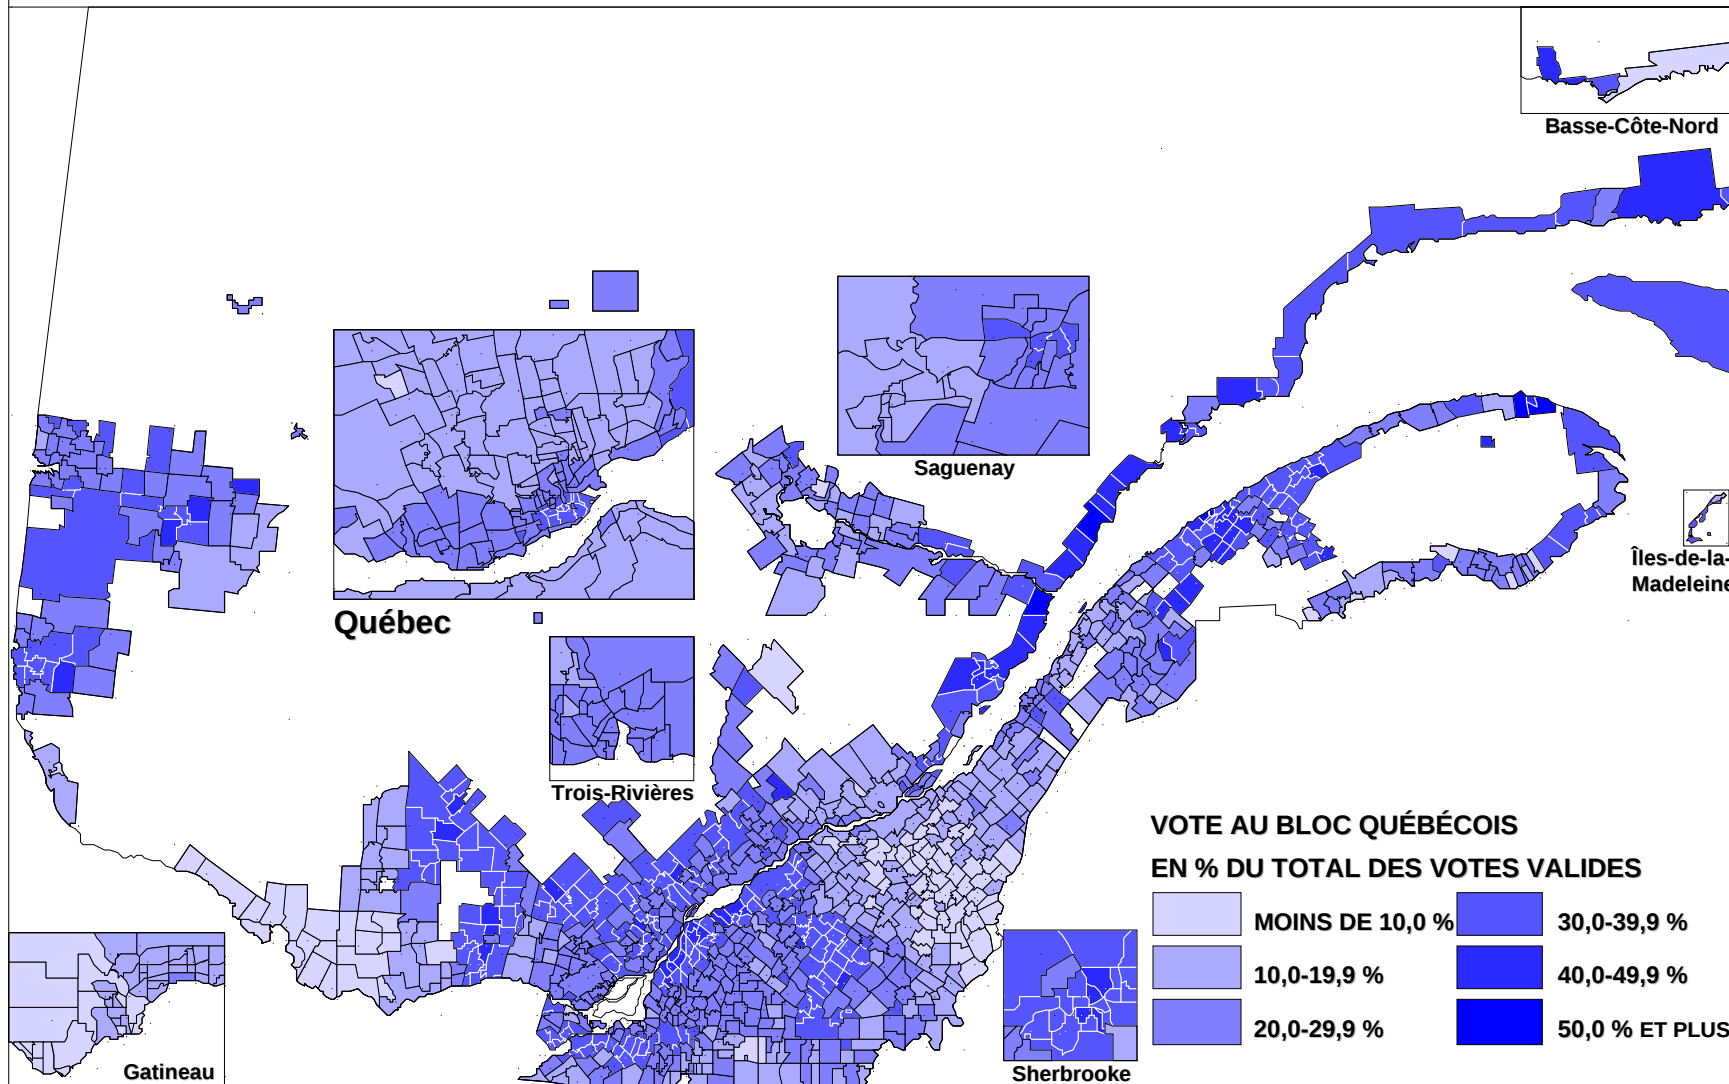 Basse-Côte-Nord
Saguenay
Îles-de-la-
Madeleine
Québec
Trois-Rivières
VOTE AU BLOC QUÉBÉCOIS
EN % DU TOTAL DES VOTES VALIDES
MOINS DE 10,0 %
30,0-39,9 %
10,0-19,9 %
40,0-49,9 %
20,0-29,9 %
50,0 % ET PLUS
Gatineau
Sherbrooke